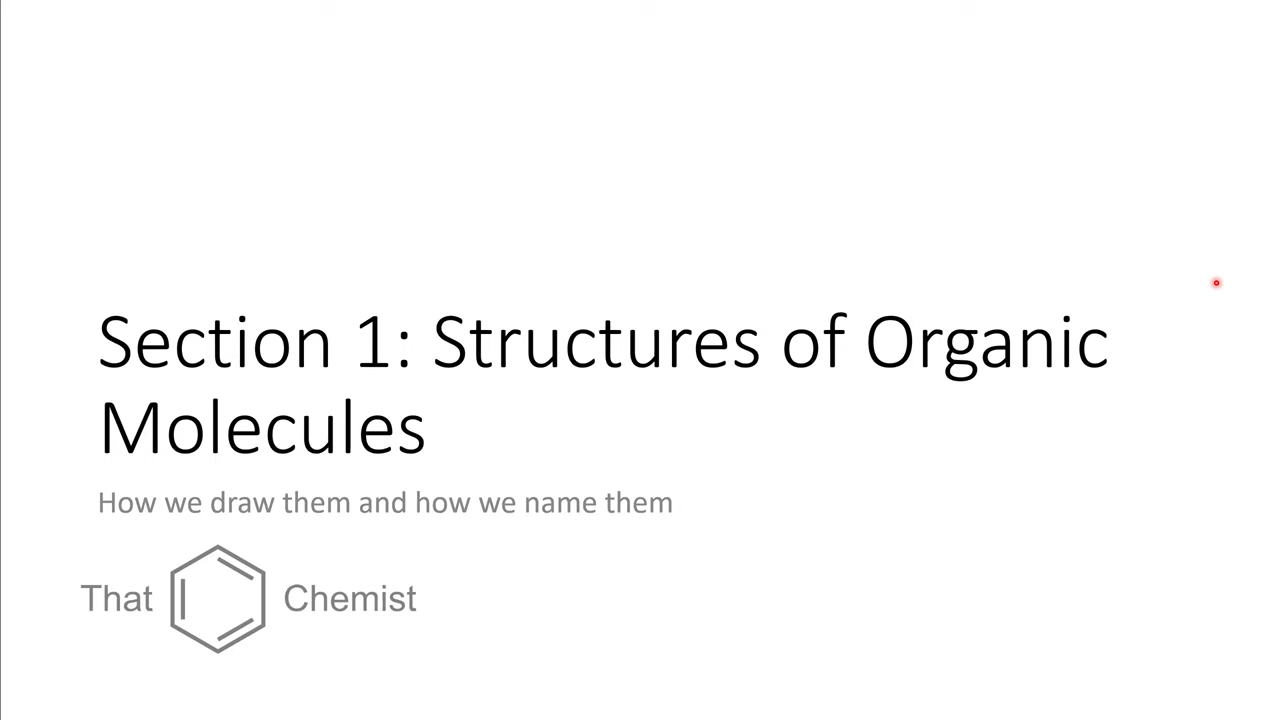 Section 1: Structures of Organic
Molecules
How we draw them and how we name them
That Chemist